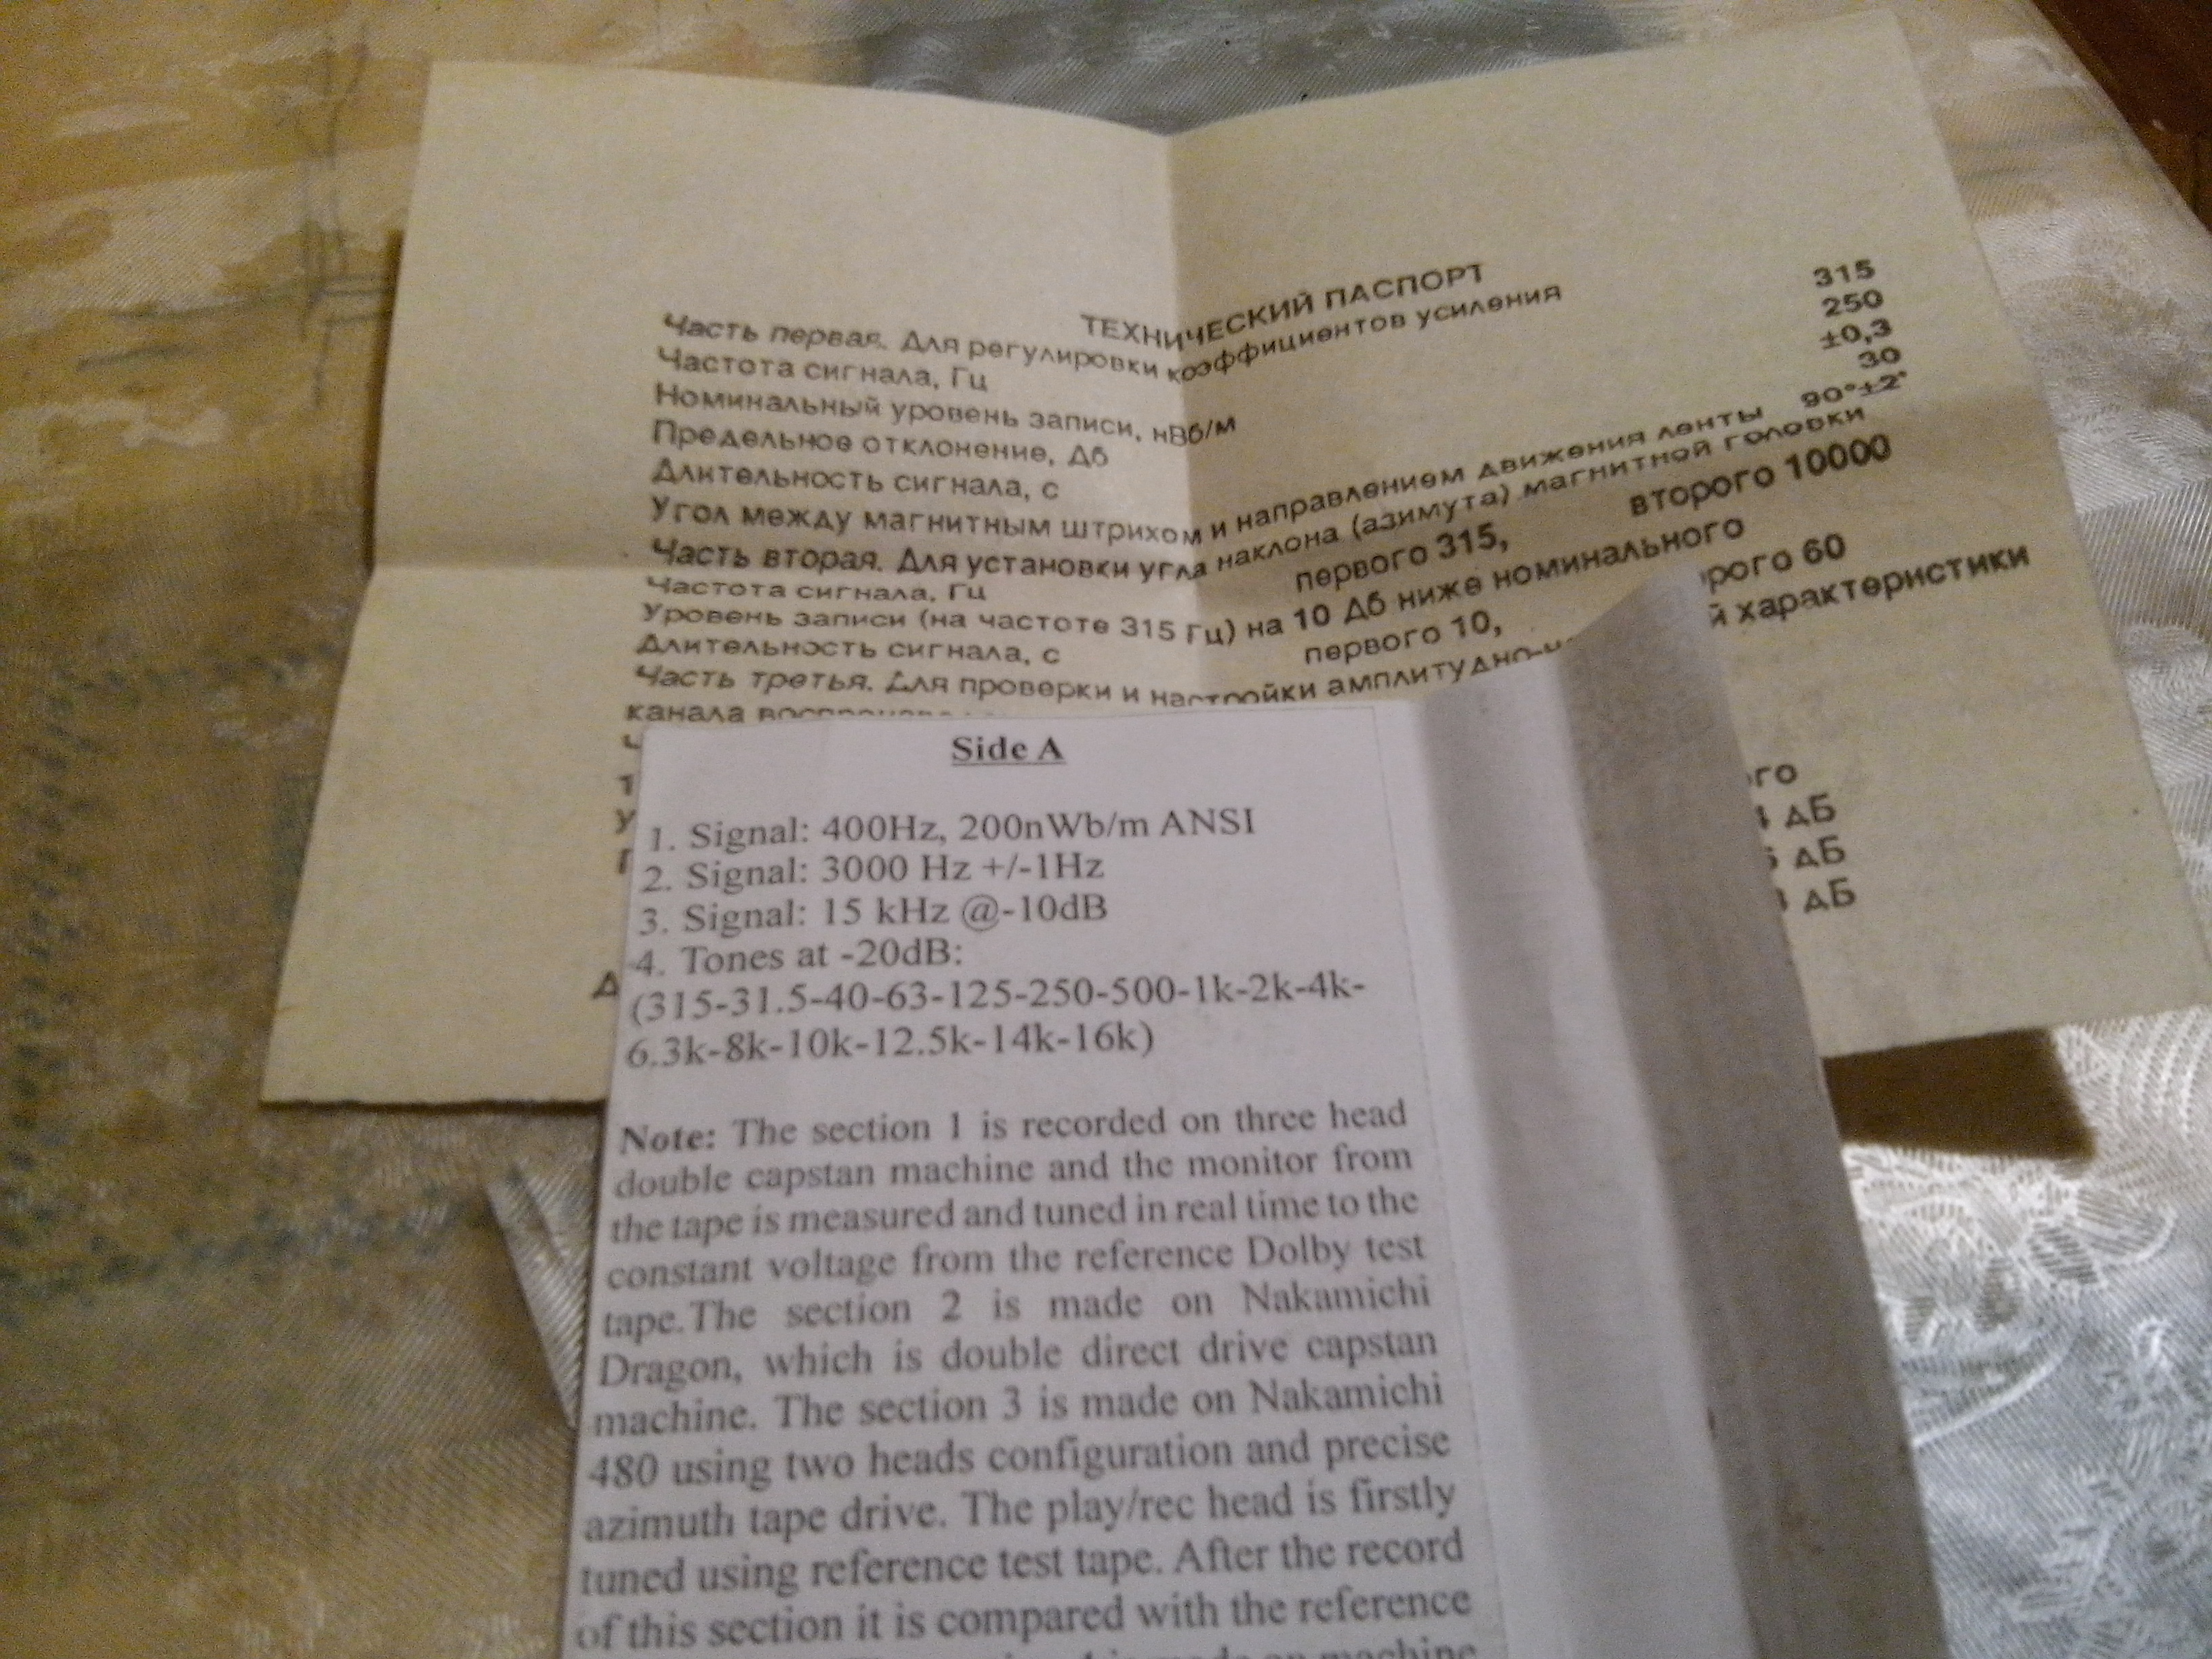 ТЕХНИЧЕСКИЙ ПАСПОРТ
Часть первая. Для регулировки коэффициентов усиления
Частота сигнала, Гц 315
Номинальный уровень записи, нВб/м 250
Предельное отклонение, Дб ±0,3
Длительность сигнала, с 30
Угол между магнитным штрихом и направлением движения ленты 90°±2'
Часть вторая. Для установки угла наклона (азимута) магнитной головки
Частота сигнала, Гц первого 315, второго 10000
Уровень записи (на частоте 315 Гц) на 10 Дб ниже номинального
Длительность сигнала, с первого 10, рого 60
Часть третья. Для проверки и настройки амплитудно- й характеристики
канала
го
дБ
дБ
дБ
Side A
1. Signal: 400Hz, 200nWb/m ANSI
2. Signal: 3000 Hz +/-1Hz
3. Signal: 15 kHz @-10dB
4. Tones at -20dB:
(315-31.5-40-63-125-250-500-1k-2k-4k-
6.3k-8k-10k-12.5k-14k-16k)
Note: The section 1 is recorded on three head
double capstan machine and the monitor from
the tape is measured and tuned in real time to the
constant voltage from the reference Dolby test
tape.The section 2 is made on Nakamichi
Dragon, which is double direct drive capstan
machine. The section 3 is made on Nakamichi
480 using two heads configuration and precise
azimuth tape drive. The play/rec head is firstly
tuned using reference test tape. After the record
of this section it is compared with the reference
made on machine